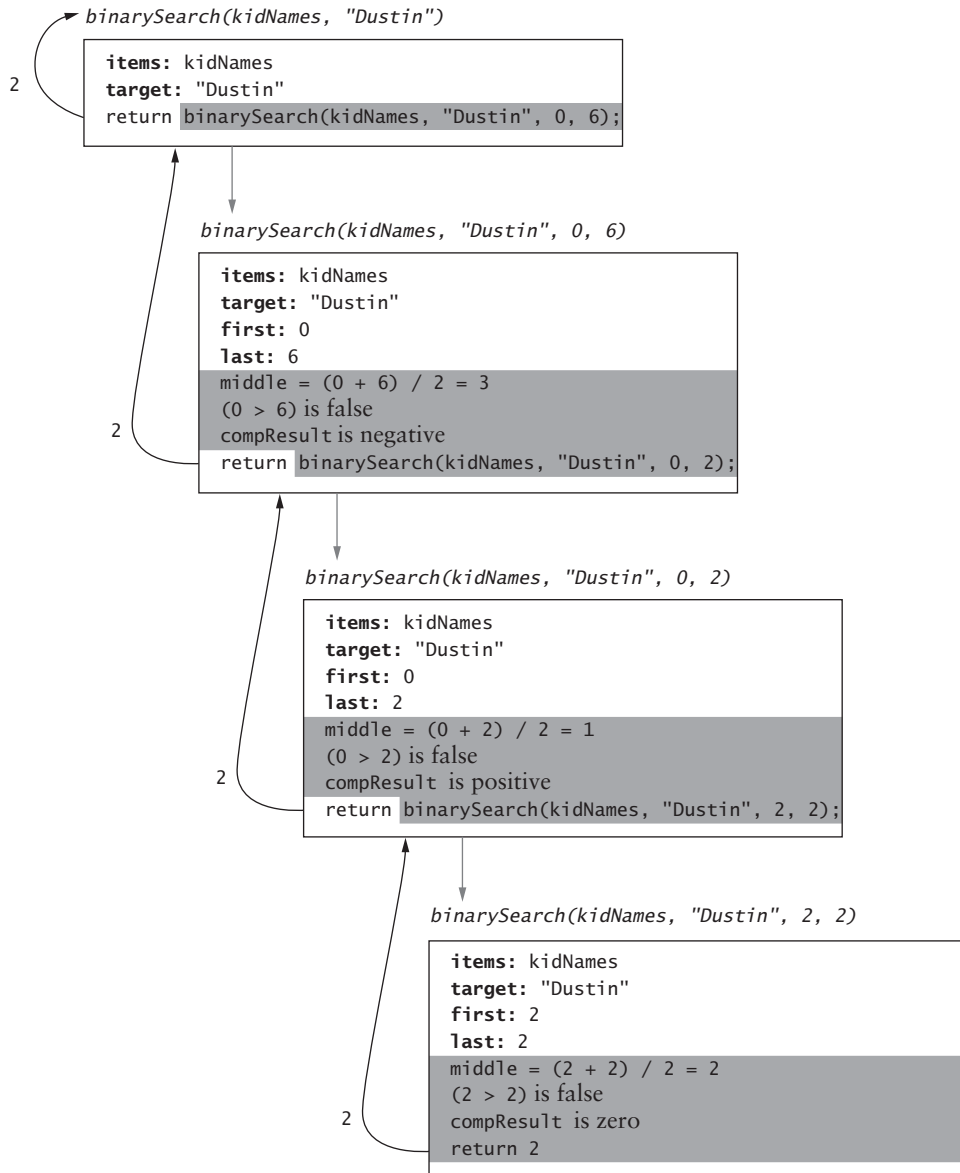 binarySearch(kidNames, "Dustin")
2
items: kidNames
target: "Dustin"
return binarySearch(kidNames, "Dustin", 0, 6);
binarySearch(kidNames, "Dustin", 0, 6)
items: kidNames
target: "Dustin"
first: 0
last: 6
middle = (0 + 6) / 2 = 3
(0 > 6) is false
2
compResult is negative
return binarySearch(kidNames, "Dustin", 0, 2);
binarySearch(kidNames, "Dustin", 0, 2)
items: kidNames
target: "Dustin"
first: 0
last: 2
middle = (0 + 2) / 2 = 1
(0 > 2) is false
2
compResult is positive
return binarySearch(kidNames, "Dustin", 2, 2);
binarySearch(kidNames, "Dustin", 2, 2)
items: kidNames
target: "Dustin"
first: 2
last: 2
middle = (2 + 2) / 2 = 2
(2 > 2) is false
2
compResult is zero
return 2